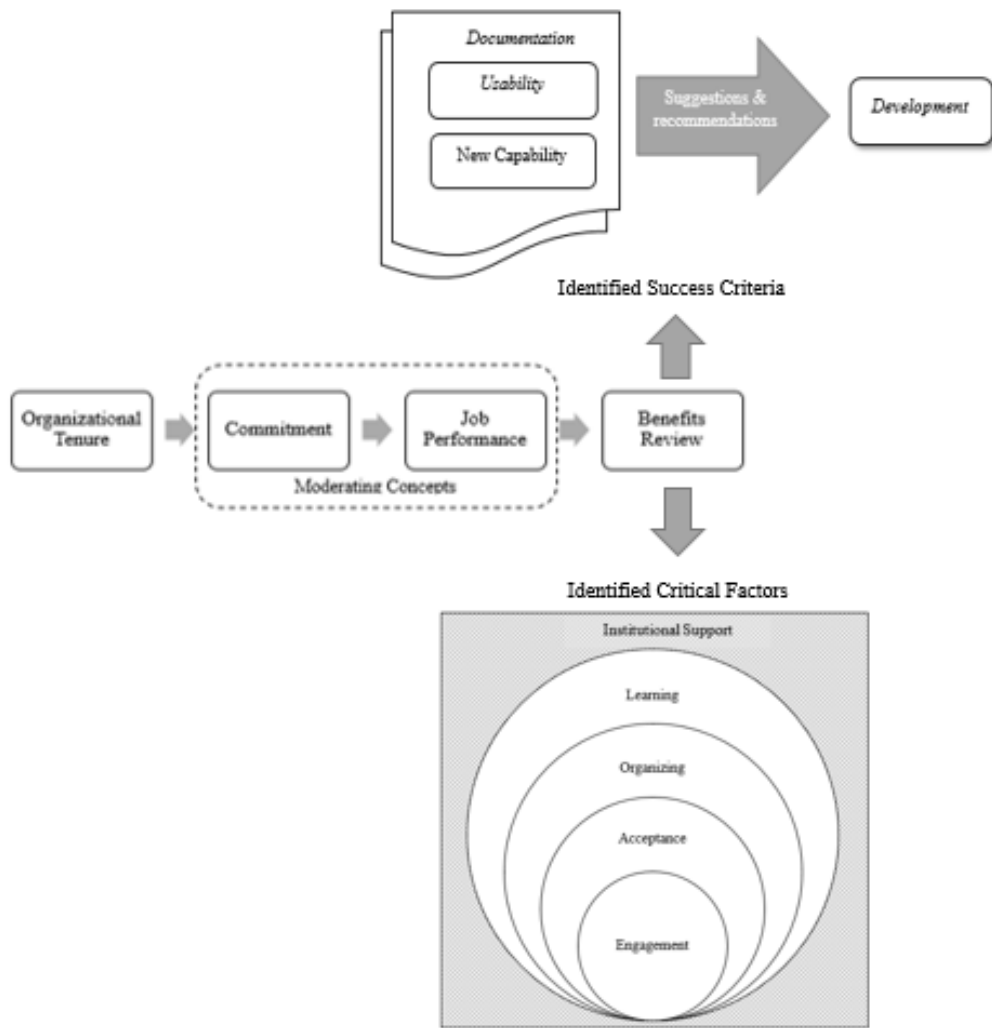 Documentation
Usability
New Capability
Suggestions &
recommendations
Development
Identified Success Criteria
Organizational
Tenure
Commitment
Job
Performance
Moderating Concepts
Benefits
Review
Identified Critical Factors
Institutional Support
Learning
Organizing
Acceptance
Engagement